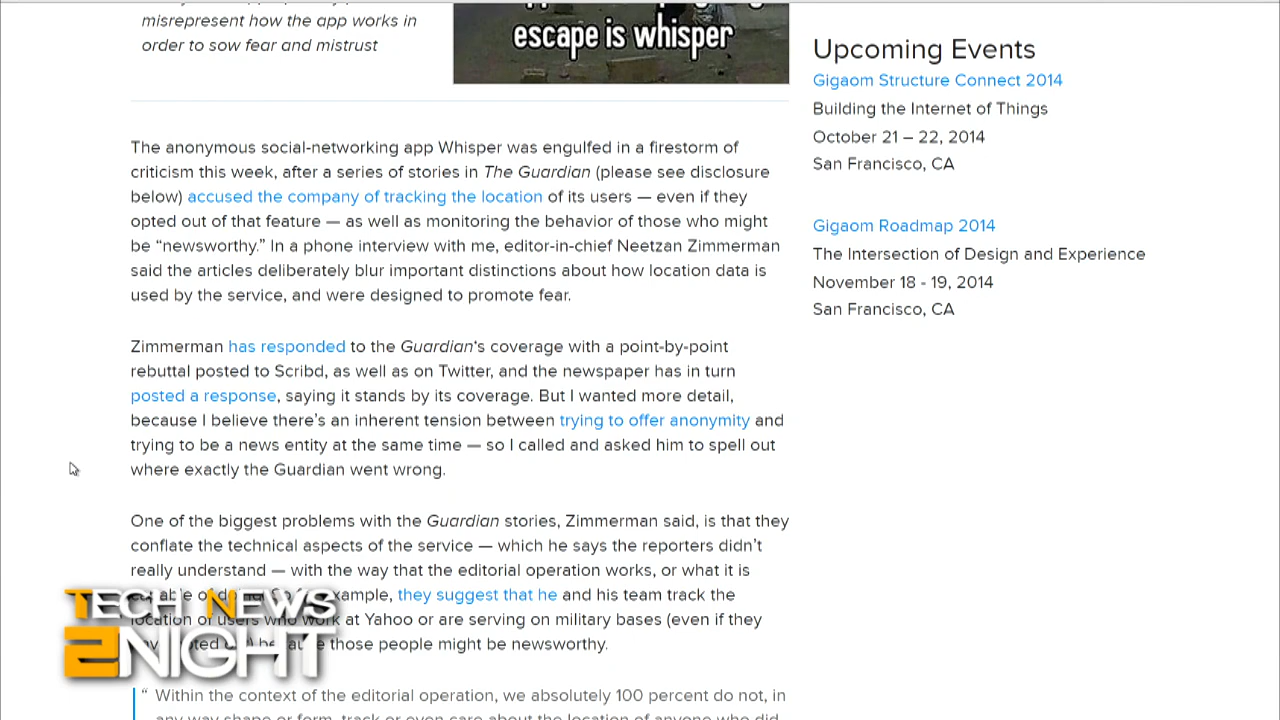 misrepresent how the app works in
order to sow fear and mistrust
escape is whisper
The anonymous social-networking app Whisper was engulfed in a firestorm of
criticism this week, after a series of stories in The Guardian (please see disclosure
below) accused the company of tracking the location of its users — even if they
opted out of that feature — as well as monitoring the behavior of those who might
be “newsworthy.” In a phone interview with me, editor-in-chief Neetzan Zimmerman
said the articles deliberately blur important distinctions about how location data is
used by the service, and were designed to promote fear.
Zimmerman has responded to the Guardian‘s coverage with a point-by-point
rebuttal posted to Scribd, as well as on Twitter, and the newspaper has in turn
posted a response, saying it stands by its coverage. But I wanted more detail,
because I believe there’s an inherent tension between trying to offer anonymity and
trying to be a news entity at the same time — so I called and asked him to spell out
where exactly the Guardian went wrong.
One of the biggest problems with the Guardian stories, Zimmerman said, is that they
conflate the technical aspects of the service — which he says the reporters didn’t
really understand — with the way that the editorial operation works, or what it is
example, they suggest that he and his team track the
location of users who work at Yahoo or are serving on military bases (even if they
because those people might be newsworthy.
“ Within the context of the editorial operation, we absolutely 100 percent do not, in
any way shape or form, track or even care about the location of anyone who did
Upcoming Events
Gigaom Structure Connect 2014
Building the Internet of Things
October 21 – 22, 2014
San Francisco, CA
Gigaom Roadmap 2014
The Intersection of Design and Experience
November 18 - 19, 2014
San Francisco, CA
TECH NEWS
2NIGHT